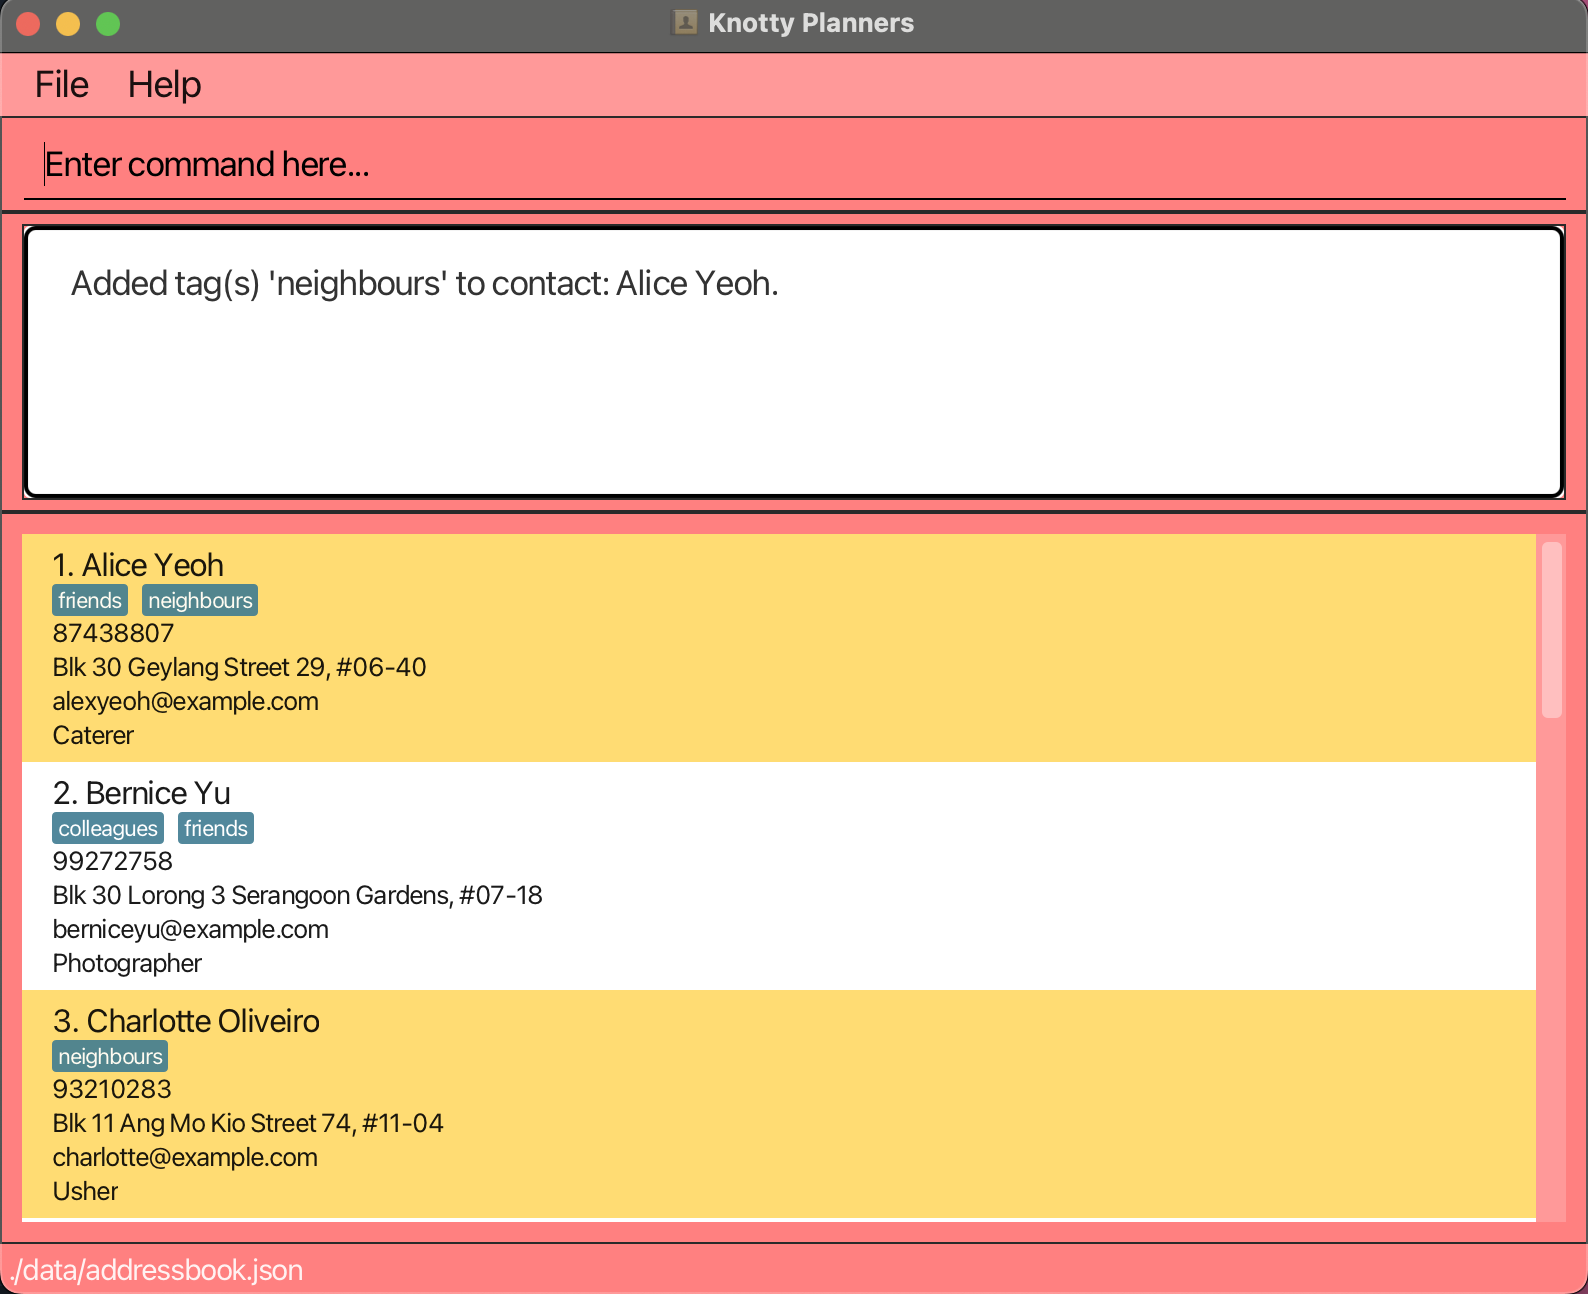 Knotty Planners
File Help
Enter command here...
Added tag(s) 'neighbours' to contact: Alice Yeoh.
1. Alice Yeoh
friends neighbours
87438807
Blk 30 Geylang Street 29, #06-40
alexyeoh@example.com
Caterer
2. Bernice Yu
colleagues friends
99272758
Blk 30 Lorong 3 Serangoon Gardens, #07-18
berniceyu@example.com
Photographer
3. Charlotte Oliveiro
neighbours
93210283
Blk 11 Ang Mo Kio Street 74, #11-04
charlotte@example.com
Usher
./data/addressbook.json